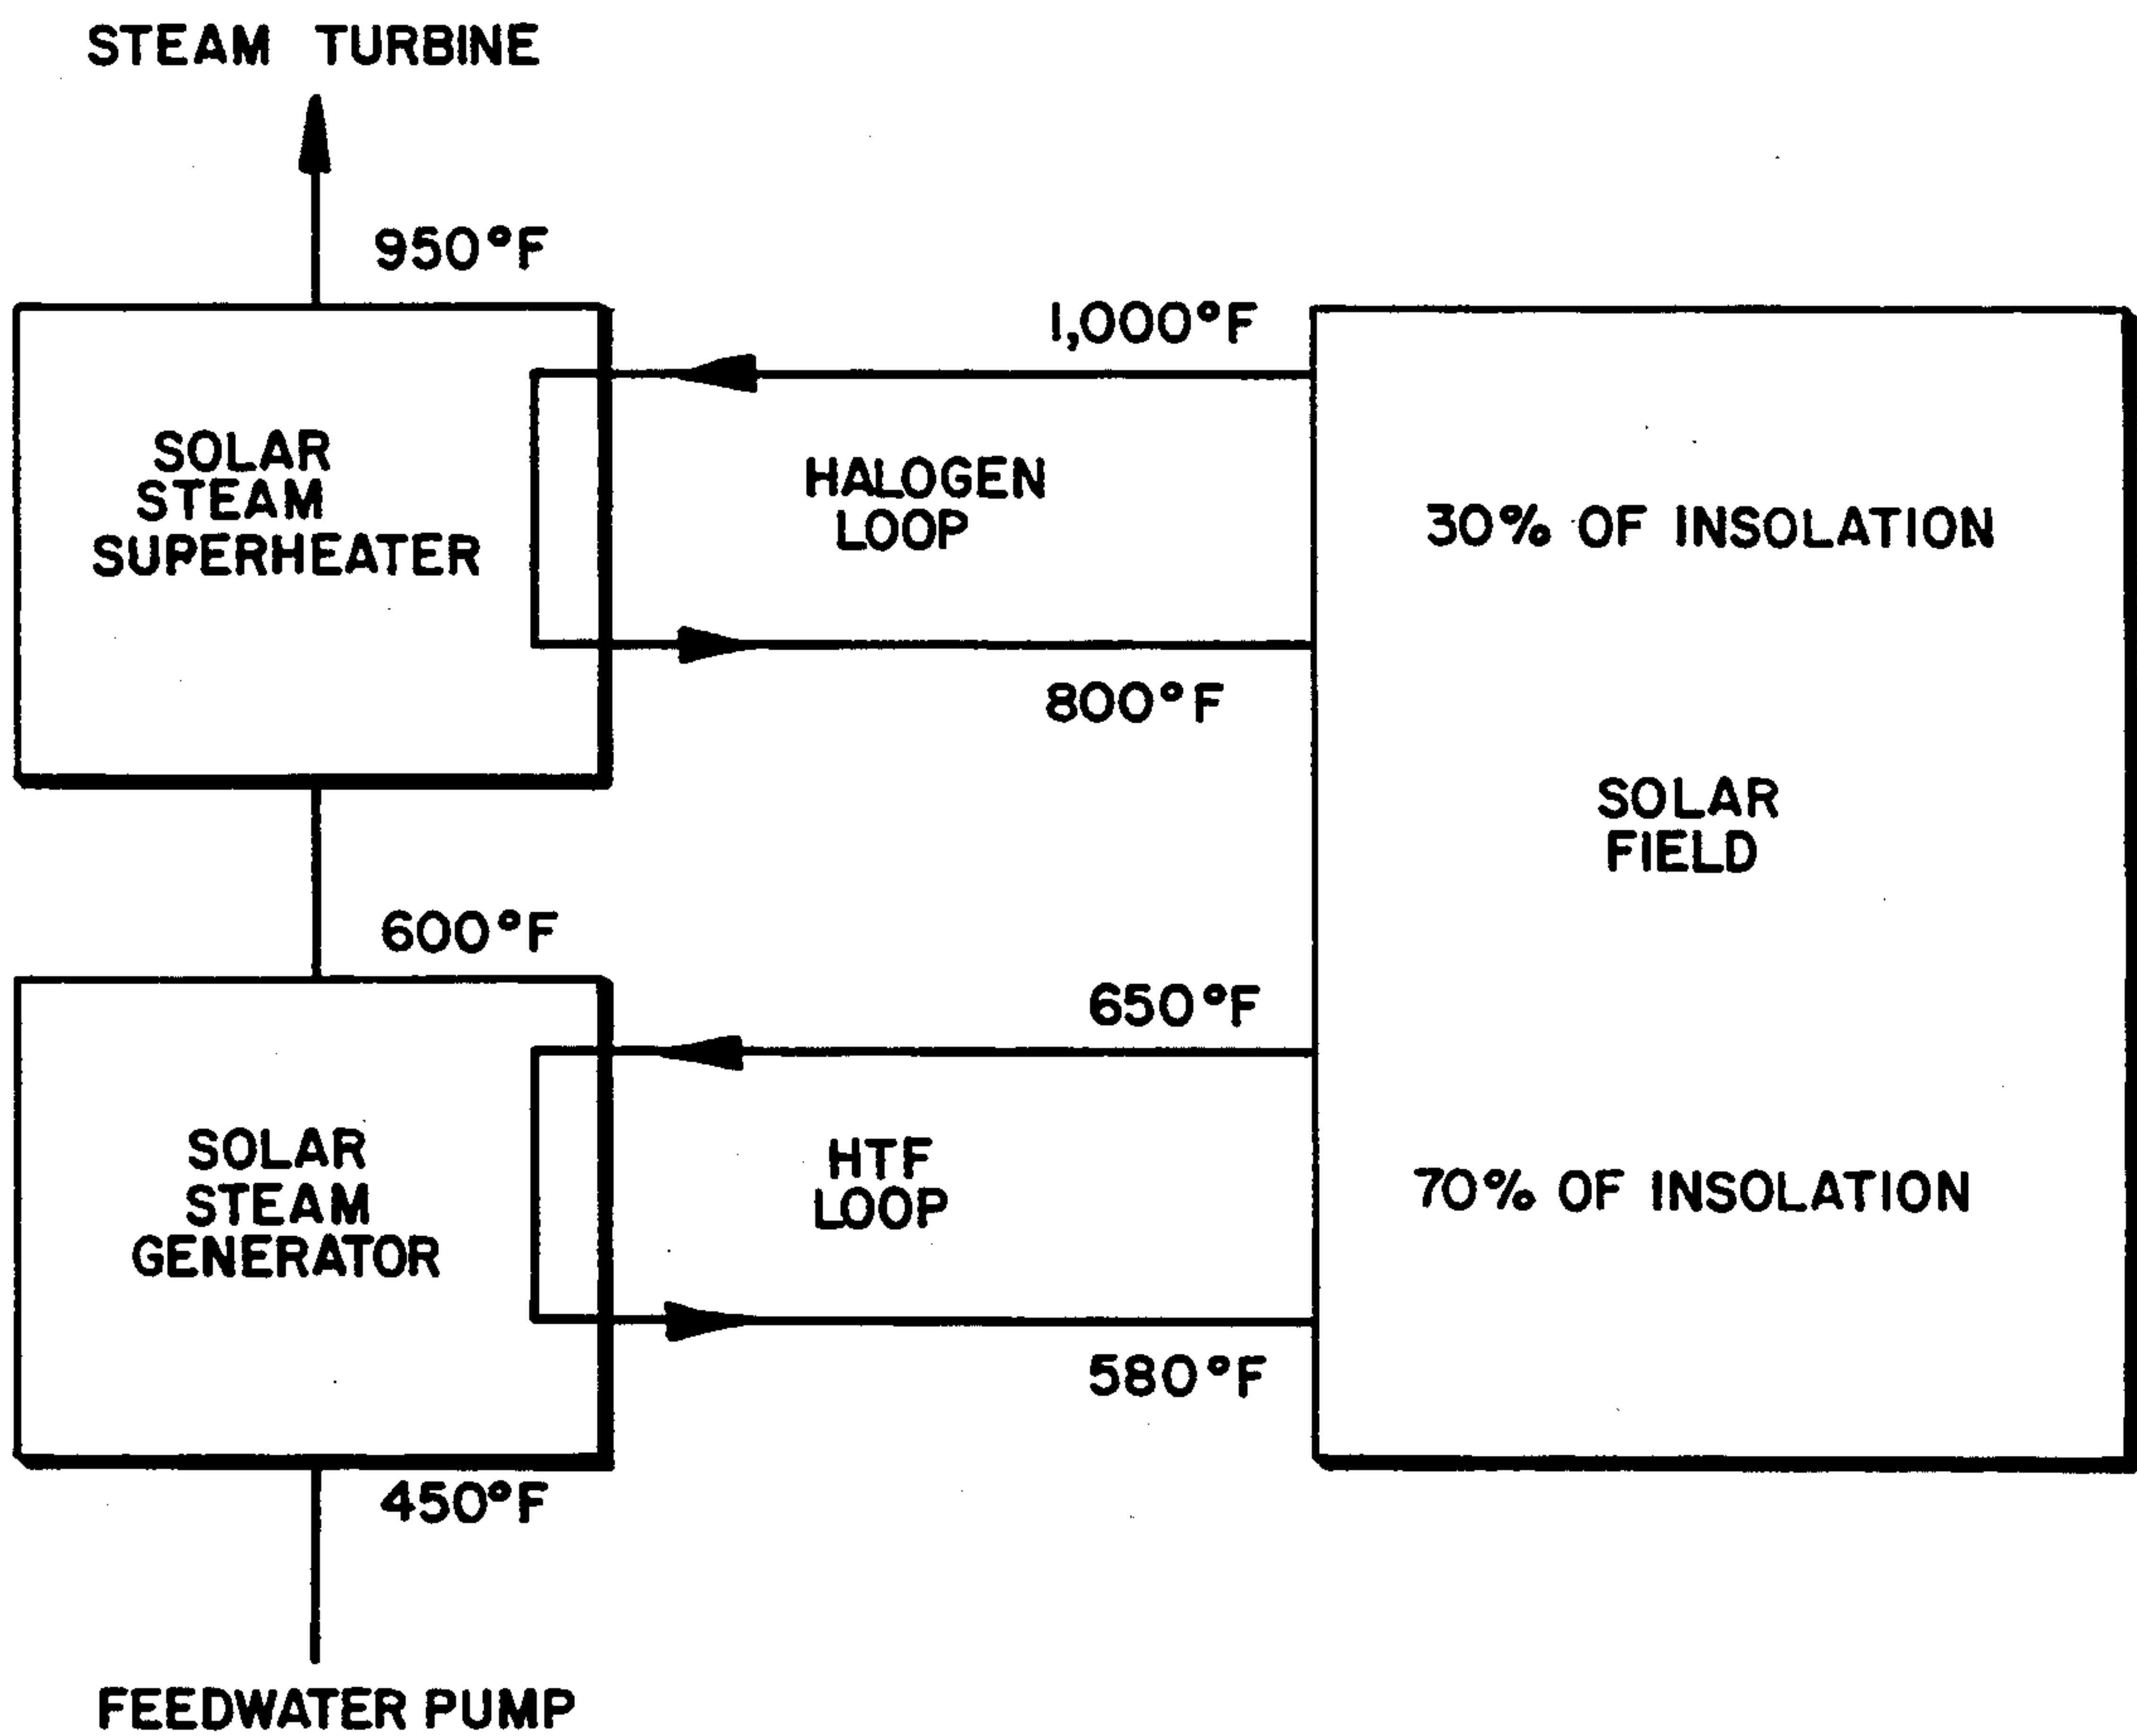 STEAM TURBINE
950°F
1,000°F
SOLAR
STEAM
SUPERHEATER
HALOGEN
LOOP
30% OF INSOLATION
800°F
SOLAR
FIELD
600°F
650°F
SOLAR
STEAM
GENERATOR
HTF
LOOP
70% OF INSOLATION
580°F
450°F
FEEDWATER PUMP